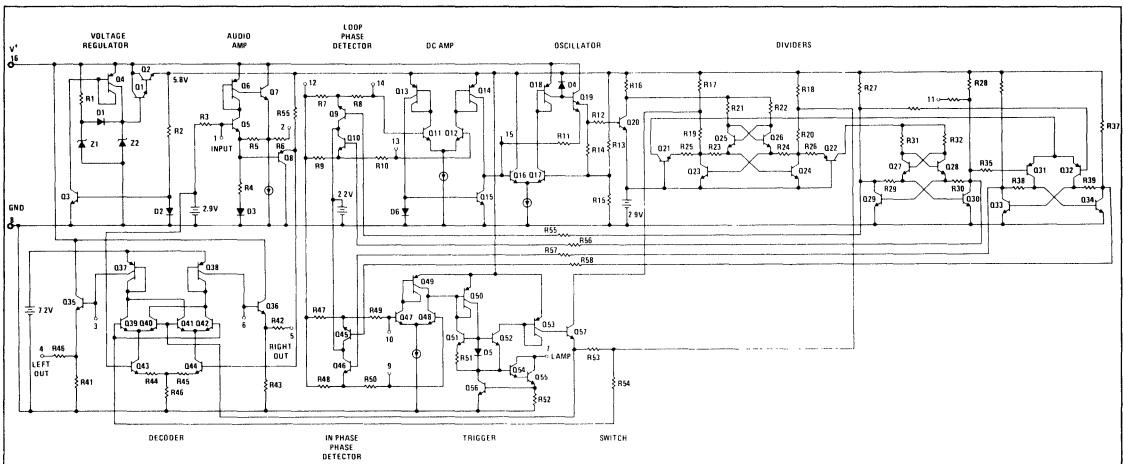 VOLTAGE
REGULATOR
AUDIO
AMP
LOOP
PHASE
DETECTOR
DC AMP
OSCILLATOR
DIVIDERS
V+
16
Q4
Q2
Q1
5.8V
R1
D1
Z1
Z2
R2
Q3
D2
R3
1
INPUT
Q6
Q7
Q5
R5
2
R6
Q8
R55
R4
D3
2.9V
GND
8
12
14
R7
R8
Q9
Q10
R9
R10
13
2 2V
Q13
Q14
Q11
Q12
D6
Q15
15
Q18
D4
Q19
R11
R12
R14
R13
Q16
Q17
R15
R16
Q20
2 9V
R17
R18
R19
R20
R21
R22
Q25
Q26
Q21
R25
R23
R24
R26
Q22
Q23
Q24
R27
R28
11
R31
R32
Q27
Q28
R29
R30
Q29
Q30
R35
Q31
Q32
R37
R38
R39
Q33
Q34
R55
R56
R57
R58
7 2V
Q35
Q37
Q38
Q36
3
6
R42
5
RIGHT
OUT
4
LEFT
OUT
R46
R41
Q39
Q40
Q41
Q42
Q43
Q44
R44
R45
R46
R43
R47
R49
Q45
Q46
10
9
R48
R50
Q49
Q47
Q48
Q50
Q51
Q52
D5
R51
Q53
Q57
7
LAMP
Q54
Q55
Q56
R52
R53
R54
DECODER
IN PHASE
PHASE
DETECTOR
TRIGGER
SWITCH